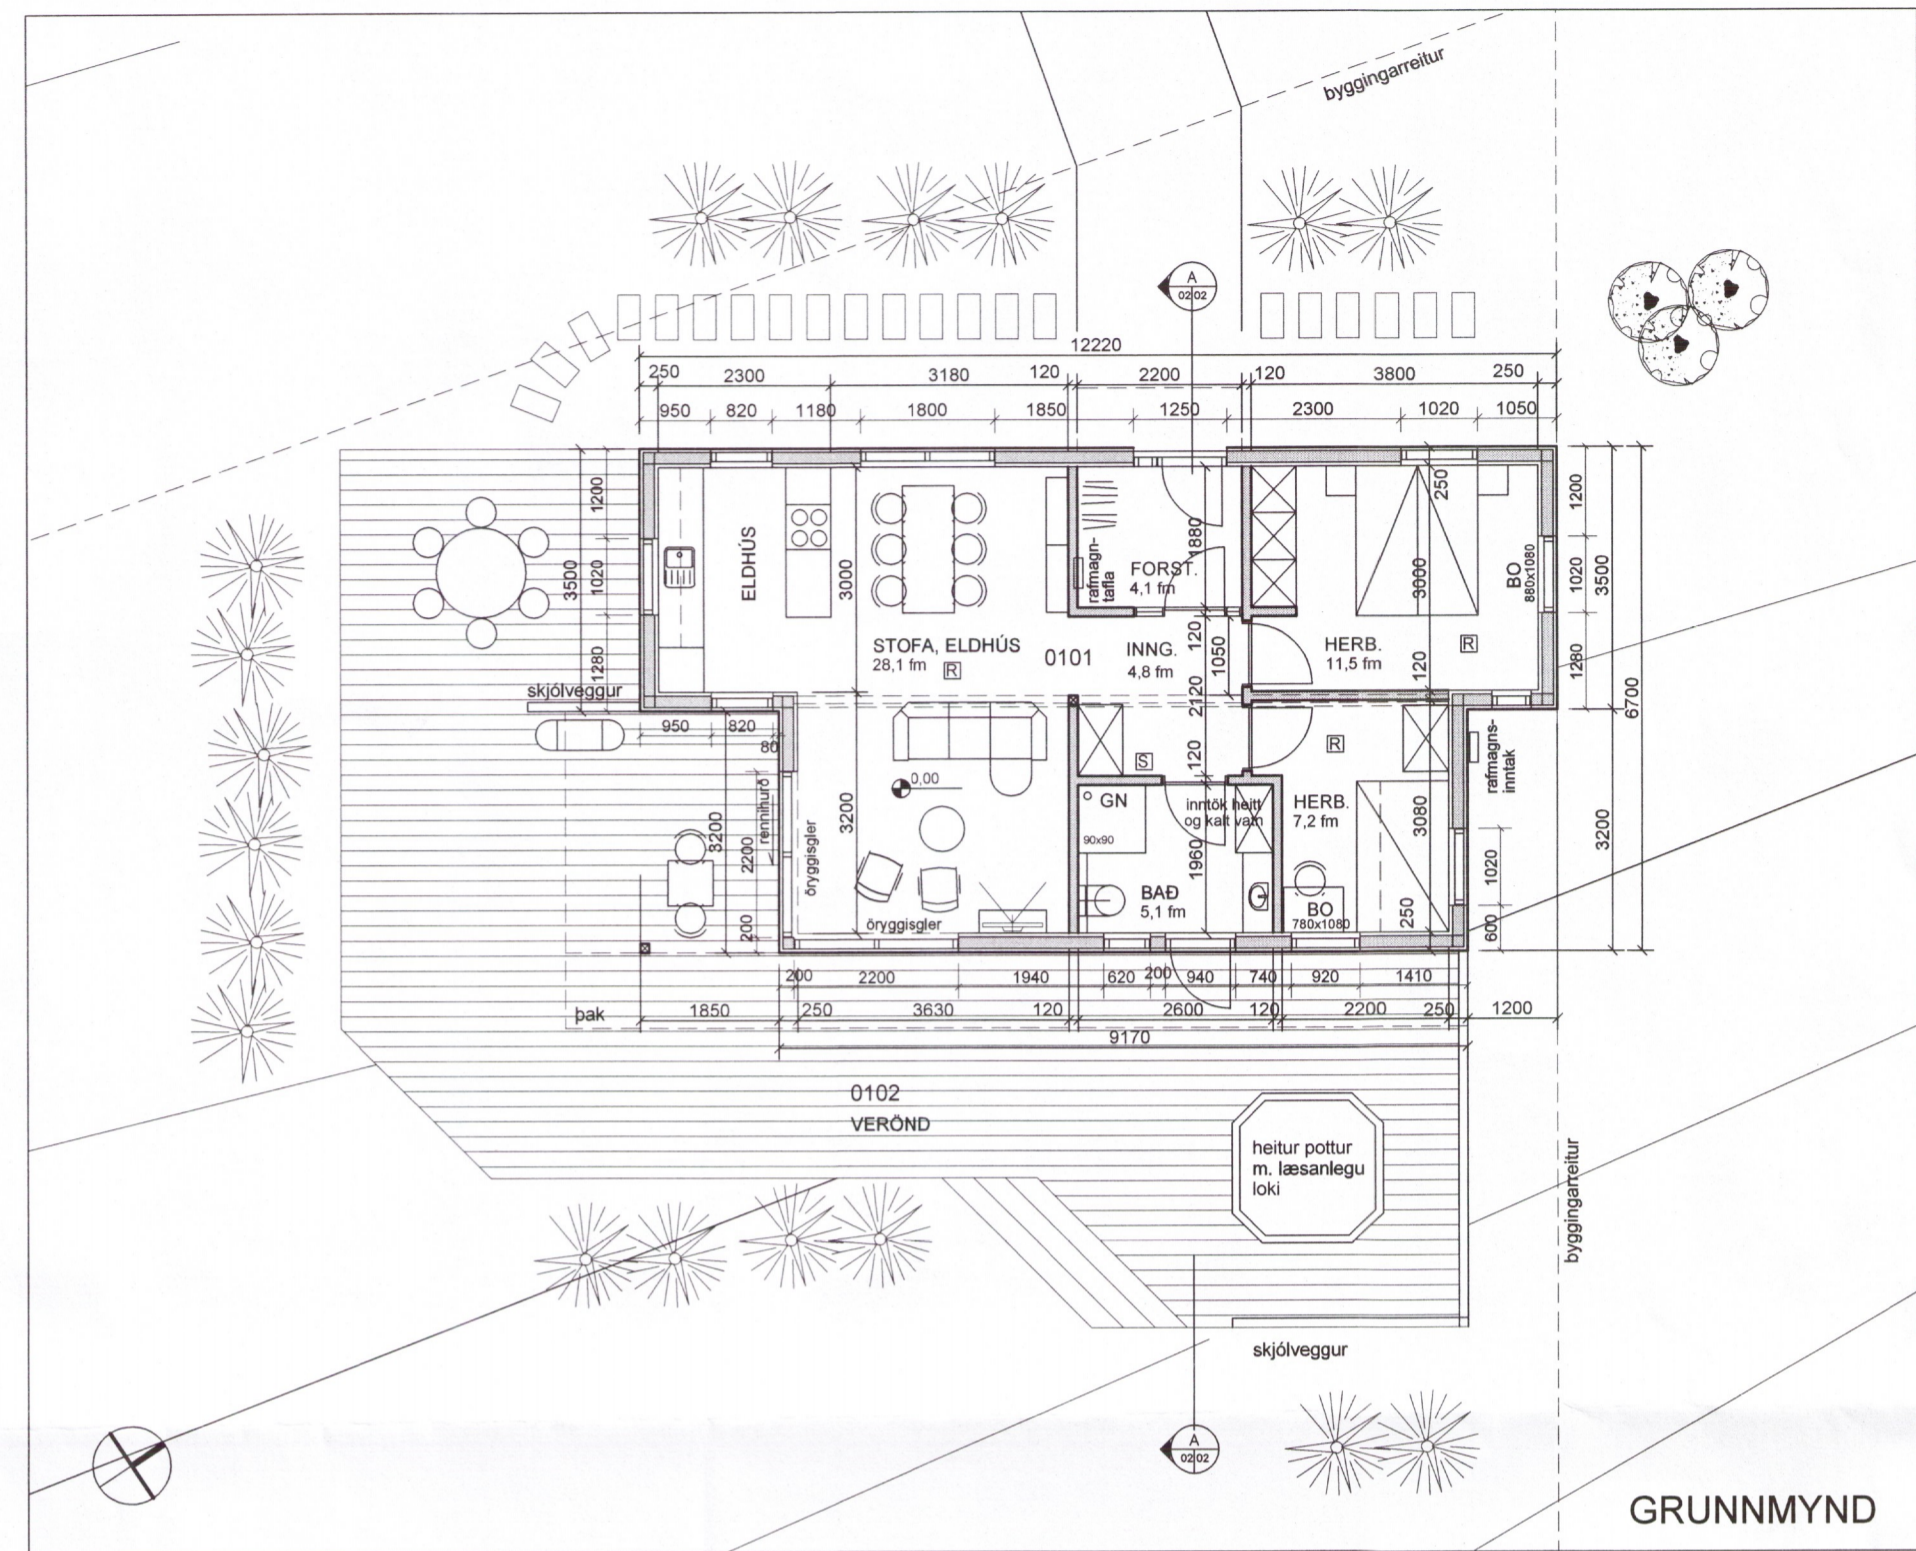 byggingarreitur
A
02 02
12220
250 2300 3180 120 2200 120 3800 250
950 820 1180 1800 1850 1250 2300 1020 1050
1200
1020
1280
3500
ELDHÚS
3000
STOFA, ELDHÚS
28,1 fm
R
0101
rafmagn-
tafla
FORST.
4,1 fm
1880
INNG.
4,8 fm
120
1050
2120
120
HERB.
11,5 fm
R
250
3000
120
BO
880x1080
1200
1020
1280
3500
6700
skjólveggur
950 820
80
0,00
S
R
rafmagns-
inntak
rennihurð
2200
3200
200
öryggisgler
3200
öryggisgler
GN
90x90
inntök heitt
og kalt vatn
1960
BAÐ
5,1 fm
HERB.
7,2 fm
3080
BO
780x1080
250
1020
600
3200
200 2200 1940 620 200 940 740 920 1410
þak
1850 250 3630 120 2600 120 2200 250 1200
9170
0102
VERÖND
heitur pottur
m. læsanlegu
loki
byggingarreitur
skjólveggur
A
02 02
GRUNNMYND